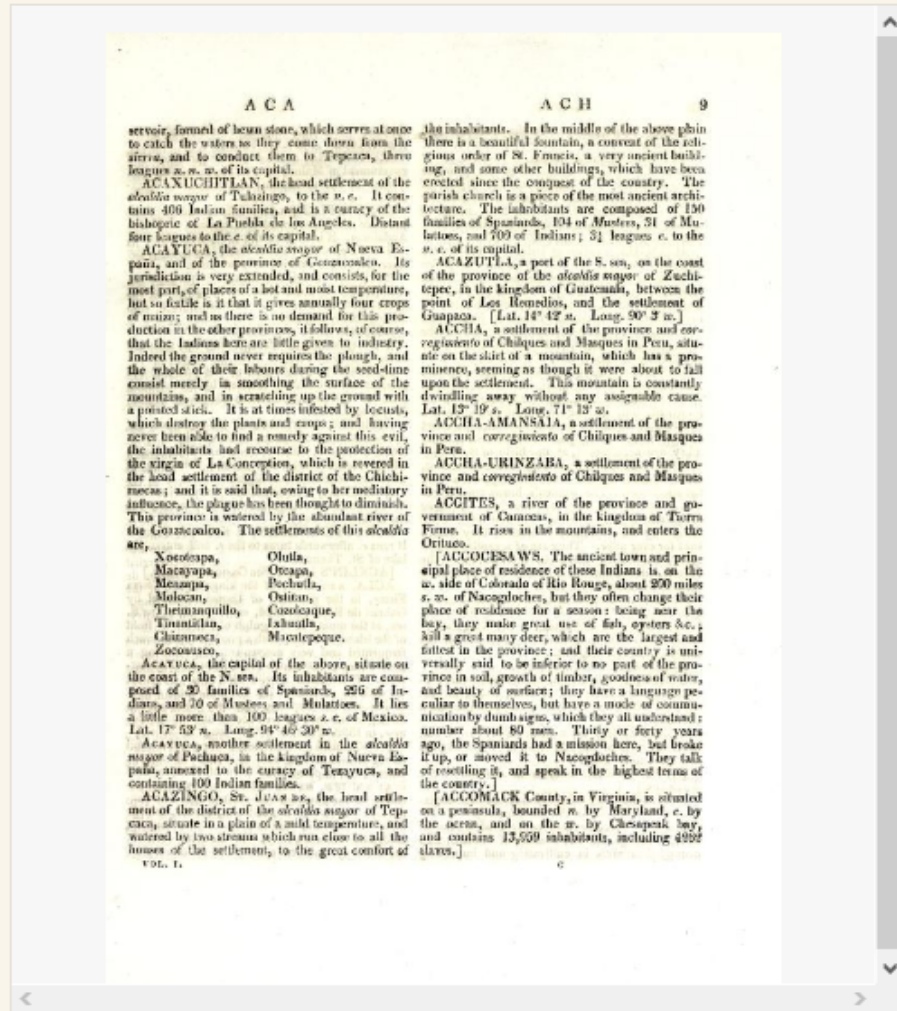 A C A
servoir, formed of hewn stone, which serves at once
to catch the waters as they come down from the
sierra, and to conduct them to Tepeaca, three
leagues n. n. w. of its capital.
ACAXUCHITLAN, the head settlement of the
alcaldia mayor of Tulanzingo, to the n. e. It con-
tains 406 Indian families, and is a curacy of the
bishopric of La Puebla de los Angeles. Distant
four leagues to the e. of its capital.
ACAYUCA, the alcaldia mayor of Nueva Es-
paña, and of the province of Goazacoalco. Its
jurisdiction is very extended, and consists, for the
most part, of places of a hot and moist temperature,
but so fertile is it that it gives annually four crops
of maize; and as there is no demand for this pro-
duction in the other provinces, it follows, of course,
that the Indians here are little given to industry.
Indeed the ground never requires the plough, and
the whole of their labours during the seed-time
consist merely in smoothing the surface of the
mountains, and in scratching up the ground with
a pointed stick. It is at times infested by locusts,
which destroy the plants and crops; and having
never been able to find a remedy against this evil,
the inhabitants had recourse to the protection of
the virgin of La Conception, which is revered in
the head settlement of the district of the Chichi-
mecas; and it is said that, owing to her mediatory
influence, the plague has been thought to diminish.
This province is watered by the abundant river of
the Goazacoalco. The settlements of this alcaldia
are,
Xocoteapa, Olutla,
Macayapa, Oteapa,
Menzapa, Pochutla,
Molocan, Ostitan,
Theimanquillo, Cozoleaque,
Tinantitlan, Ixhuatla,
Chinameca, Macatepeque.
Zoconusco,
ACAYUCA, the capital of the above, situate on
the coast of the N. sea. Its inhabitants are com-
posed of 30 families of Spaniards, 296 of In-
dians, and 70 of Mustees and Mulattoes. It lies
a little more than 100 leagues s. e. of Mexico.
Lat. 17° 53′ n. Long. 94° 46′ 30″ w.
ACAYUCA, another settlement in the alcaldia
mayor of Pachuca, in the kingdom of Nueva Es-
paña, annexed to the curacy of Tezayuca, and
containing 100 Indian families.
ACAZINGO, ST. JUAN DE, the head settle-
ment of the district of the alcaldia mayor of Tep-
eaca, situate in a plain of a mild temperature, and
watered by two streams which run close to all the
houses of the settlement, to the great comfort of
VOL. I.
A C H 9
the inhabitants. In the middle of the above plain
there is a beautiful fountain, a convent of the reli-
gious order of St. Francis, a very ancient build-
ing, and some other buildings, which have been
erected since the conquest of the country. The
parish church is a piece of the most ancient archi-
tecture. The inhabitants are composed of 150
families of Spaniards, 104 of Mustees, 31 of Mu-
lattoes, and 700 of Indians; 3½ leagues e. to the
n. e. of its capital.
ACAZUTLA, a port of the S. sea, on the coast
of the province of the alcaldia mayor of Zuchi-
tepec, in the kingdom of Guatemala, between the
point of Los Remedios, and the settlement of
Guapaca. [Lat. 14° 42′ n. Long. 90° 3′ w.]
ACCHA, a settlement of the province and cor-
regimiento of Chilques and Masques in Peru, situ-
ate on the skirt of a mountain, which has a pro-
minence, seeming as though it were about to fall
upon the settlement. This mountain is constantly
dwindling away without any assignable cause.
Lat. 13° 19′ s. Long. 71° 13′ w.
ACCHA-AMANSAIA, a settlement of the pro-
vince and corregimiento of Chilques and Masques
in Peru.
ACCHA-URINZABA, a settlement of the pro-
vince and corregimiento of Chilques and Masques
in Peru.
ACCITES, a river of the province and go-
vernment of Caraccas, in the kingdom of Tierra
Firme. It rises in the mountains, and enters the
Orituco.
[ACCOCESAWS. The ancient town and prin-
cipal place of residence of these Indians is on the
w. side of Colorado of Rio Rouge, about 200 miles
s. w. of Nacogdoches, but they often change their
place of residence for a season: being near the
bay, they make great use of fish, oysters &c.;
kill a great many deer, which are the largest and
fattest in the province; and their country is uni-
versally said to be inferior to no part of the pro-
vince in soil, growth of timber, goodness of water,
and beauty of surface; they have a language pe-
culiar to themselves, but have a mode of commu-
nication by dumb signs, which they all understand:
number about 80 men. Thirty or forty years
ago, the Spaniards had a mission here, but broke
it up, or moved it to Nacogdoches. They talk
of resettling it, and speak in the highest terms of
the country.]
[ACCOMACK County, in Virginia, is situated
on a peninsula, bounded n. by Maryland, e. by
the ocean, and on the w. by Chesapeak bay,
and contains 13,959 inhabitants, including 4262
slaves.]
C